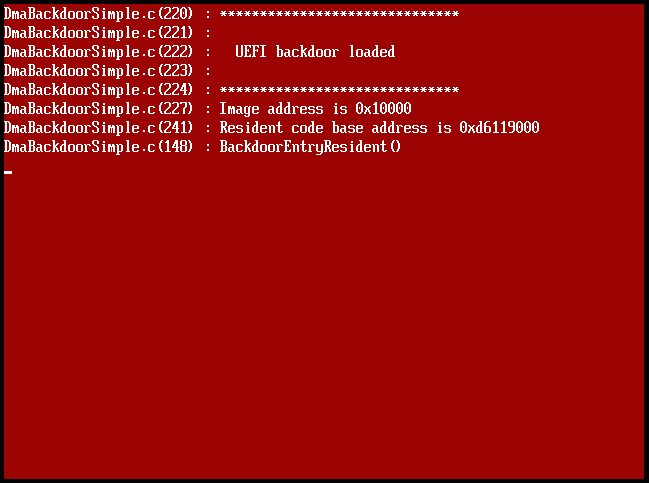 DmaBackdoorSimple.c(220) : ******************************
DmaBackdoorSimple.c(221) :
DmaBackdoorSimple.c(222) :   UEFI backdoor loaded
DmaBackdoorSimple.c(223) :
DmaBackdoorSimple.c(224) : ******************************
DmaBackdoorSimple.c(227) : Image address is 0x10000
DmaBackdoorSimple.c(241) : Resident code base address is 0xd6119000
DmaBackdoorSimple.c(148) : BackdoorEntryResident()